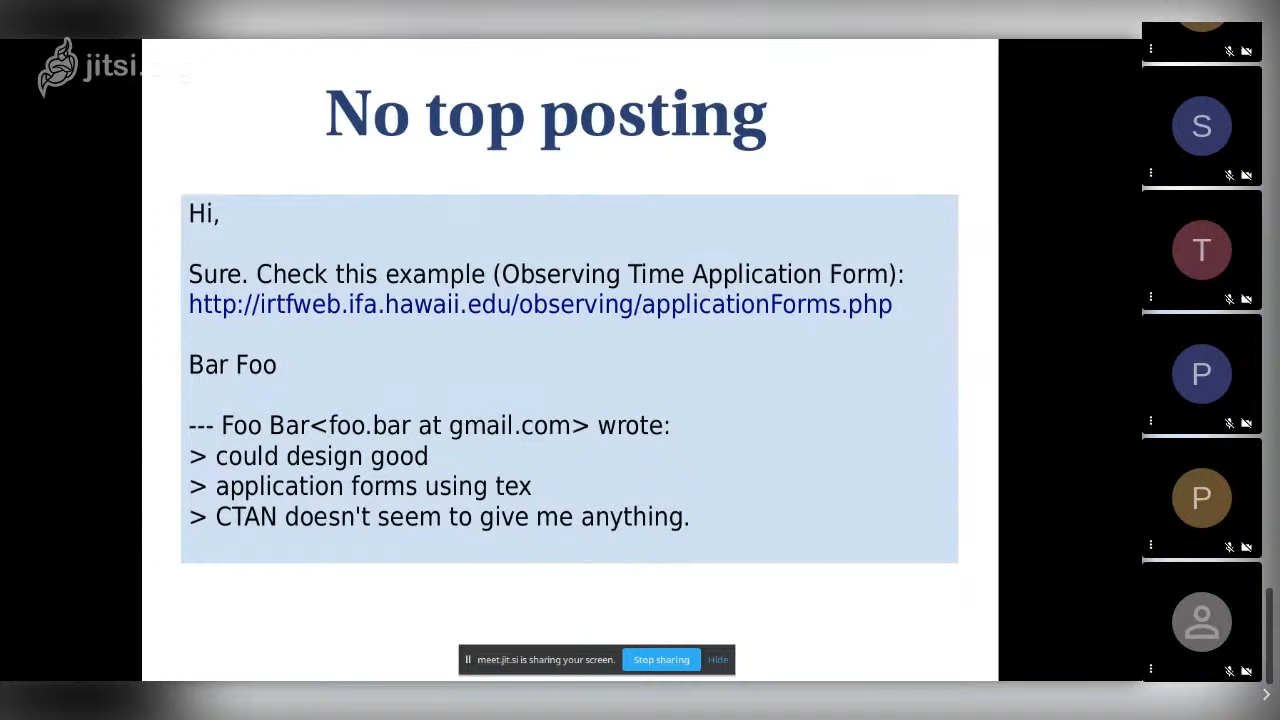 jitsi
No top posting
Hi,
Sure. Check this example (Observing Time Application Form):
http://irtfweb.ifa.hawaii.edu/observing/applicationForms.php
Bar Foo
--- Foo Bar<foo.bar at gmail.com> wrote:
> could design good
> application forms using tex
> CTAN doesn't seem to give me anything.
meet.jit.si is sharing your screen. Stop sharing Hide
S
T
P
P